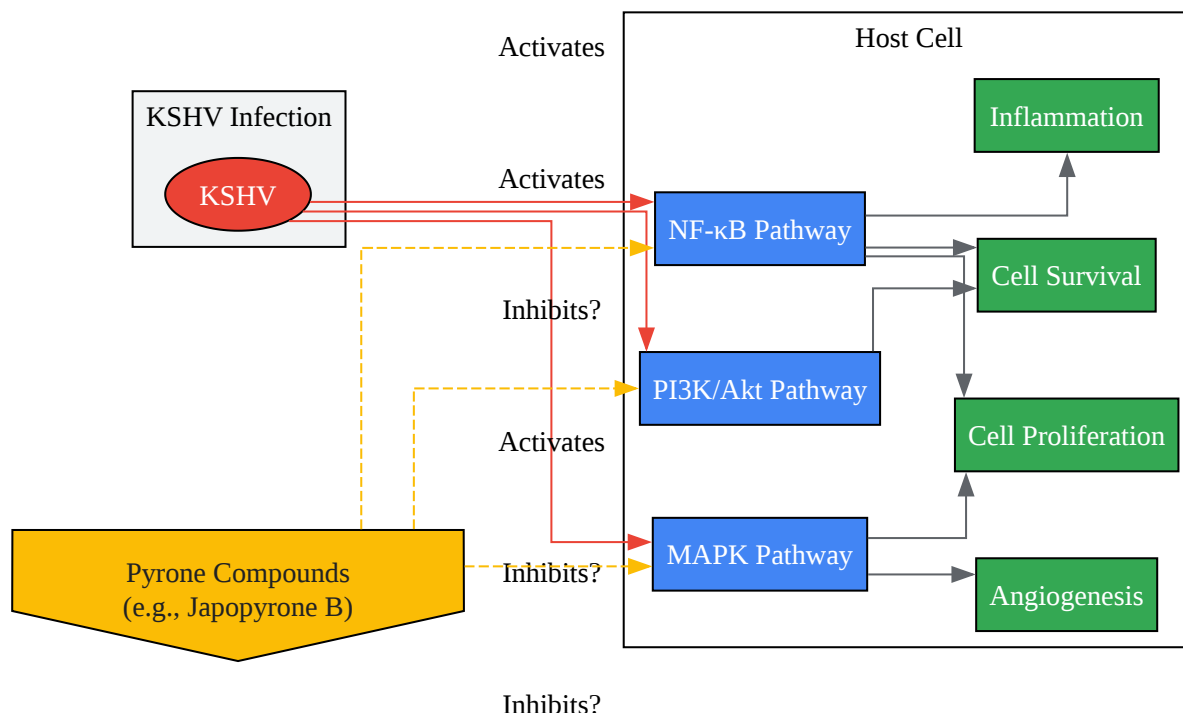 Activates
Host Cell
KSHV Infection
Inflammation
KSHV
Activates
NF-κB Pathway
Cell Survival
Inhibits?
PI3K/Akt Pathway
Cell Proliferation
Activates
MAPK Pathway
Pyrone Compounds
(e.g., Japopyrone B)
Inhibits?
Angiogenesis
Inhibits?